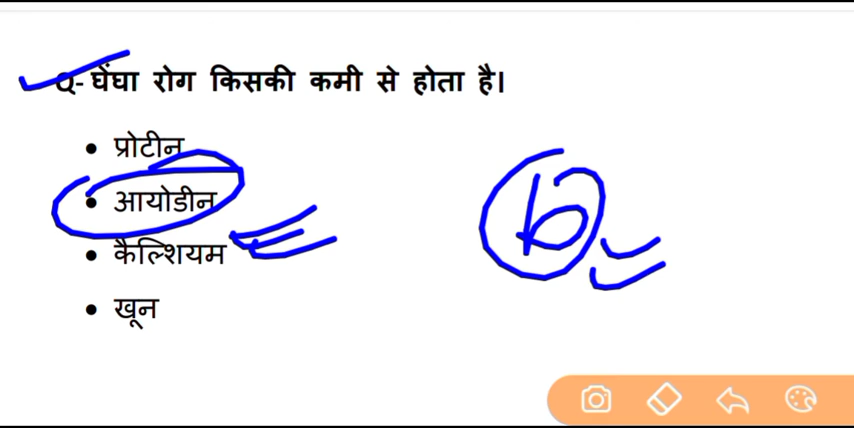 Q- घेंघा रोग किसकी कमी से होता है।
• प्रोटीन
• आयोडीन
• कैल्शियम
• खून
b